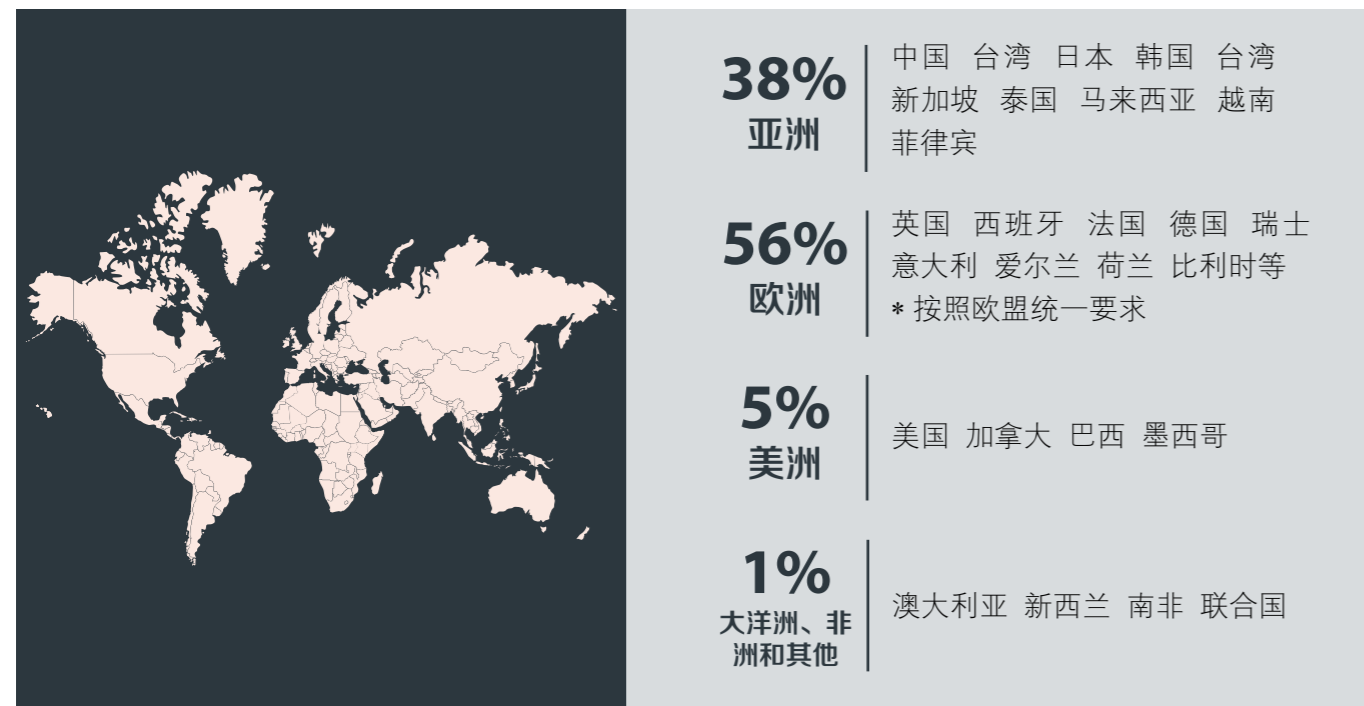 38%
亚洲
中国 台湾 日本 韩国 台湾
新加坡 泰国 马来西亚 越南
菲律宾
56%
欧洲
英国 西班牙 法国 德国 瑞士
意大利 爱尔兰 荷兰 比利时等
* 按照欧盟统一要求
5%
美洲
美国 加拿大 巴西 墨西哥
1%
大洋洲、非
洲和其他
澳大利亚 新西兰 南非 联合国